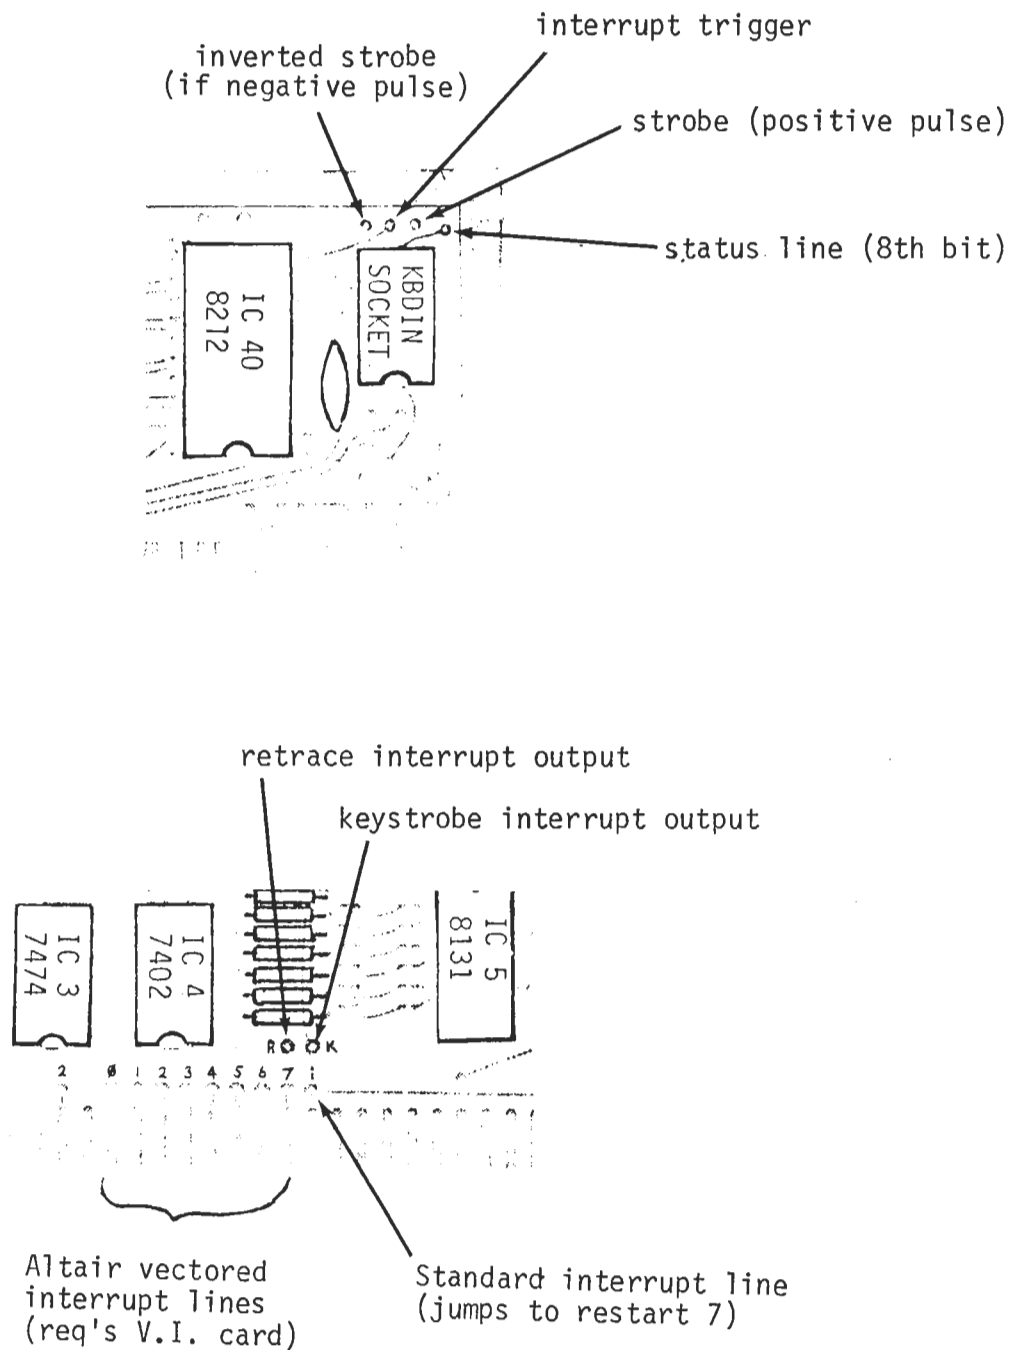 interrupt trigger
inverted strobe
(if negative pulse)
strobe (positive pulse)
status line (8th bit)
IC 40
8212
KBDIN
SOCKET
retrace interrupt output
keystrobe interrupt output
IC 3
7474
IC 4
7402
IC 5
8131
R K
2 Ø 1 2 3 4 5 6 7 i
Altair vectored
interrupt lines
(req's V.I. card)
Standard interrupt line
(jumps to restart 7)